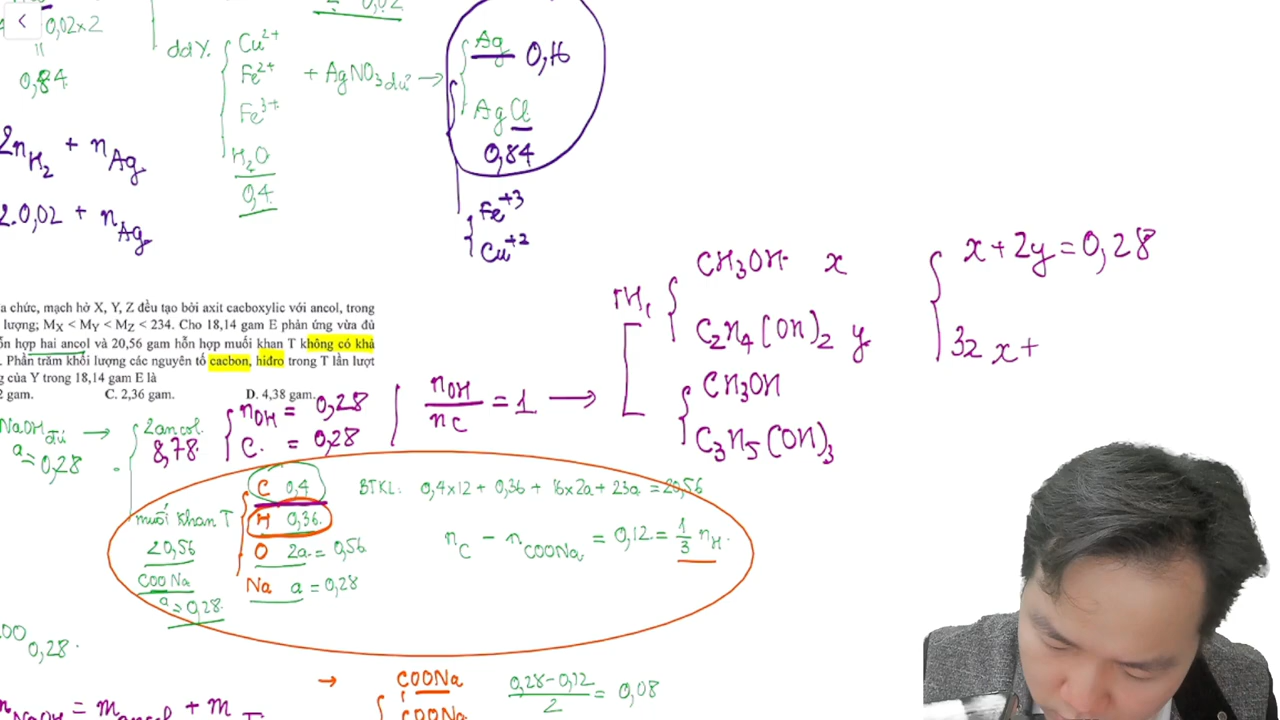 0,02
0,02x2
0,84
ddY
Cu2+
Fe2+
Fe3+
H2O
0,4
+ AgNO3 dư →
Ag 0,16
AgCl
0,84
Fe+3
Cu+2
2nH2 + nAg
2.0,02 + nAg
a chức, mạch hở X, Y, Z đều tạo bởi axit cacboxylic với ancol, trong
lượng; MX < MY < MZ < 234. Cho 18,14 gam E phản ứng vừa đủ
ỗn hợp hai ancol và 20,56 gam hỗn hợp muối khan T không có khả
. Phần trăm khối lượng các nguyên tố cacbon, hiđro trong T lần lượt
g của Y trong 18,14 gam E là
2 gam. C. 2,36 gam. D. 4,38 gam.
NaOH đủ →
a = 0,28
2ancol
8,78
nOH = 0,28
C. = 0,28
nOH/nC = 1 →
TH1
CH3OH x
C2H4(OH)2 y
CH3OH
C3H5(OH)3
x + 2y = 0,28
32x +
muối khan T
20,56
COONa
a = 0,28
C 0,4
H 0,36
O 2a = 0,56
Na a = 0,28
BTKL: 0,4x12 + 0,36 + 16x2a + 23a = 20,56
nC - nCOONa = 0,12 = 1/3 nH
0,28
→ COONa
COONa
(0,28-0,12)/2 = 0,08
nNaOH = mancol + mT